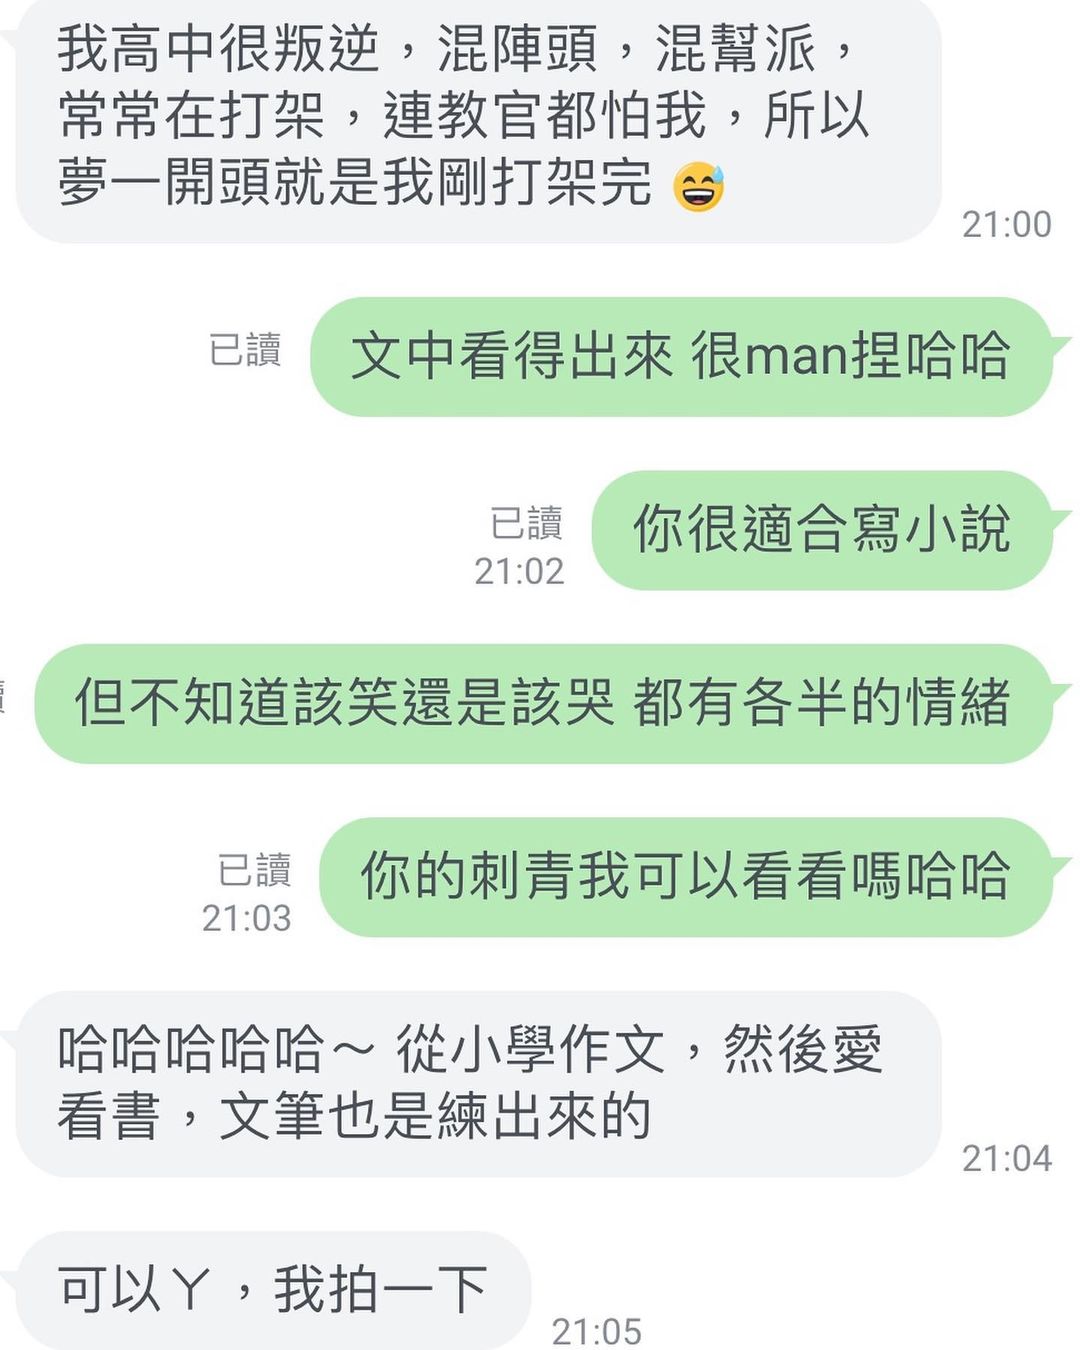 我高中很叛逆，混陣頭，混幫派，
常常在打架，連教官都怕我，所以
夢一開頭就是我剛打架完 😅
21:00
已讀
文中看得出來 很man捏哈哈
已讀
21:02
你很適合寫小說
但不知道該笑還是該哭 都有各半的情緒
已讀
21:03
你的刺青我可以看看嗎哈哈
哈哈哈哈哈～ 從小學作文，然後愛
看書，文筆也是練出來的
21:04
可以ㄚ，我拍一下
21:05